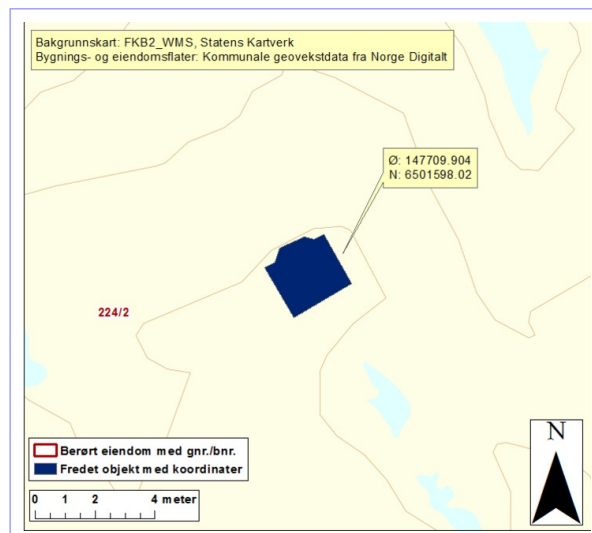 Bakgrunnskart: FKB2_WMS, Statens Kartverk
Bygnings- og eiendomsflater: Kommunale geovekstdata fra Norge Digitalt
Ø: 147709.904
N: 6501598.02
224/2
Berørt eiendom med gnr./bnr.
Fredet objekt med koordinater
0 1 2 4 meter
N